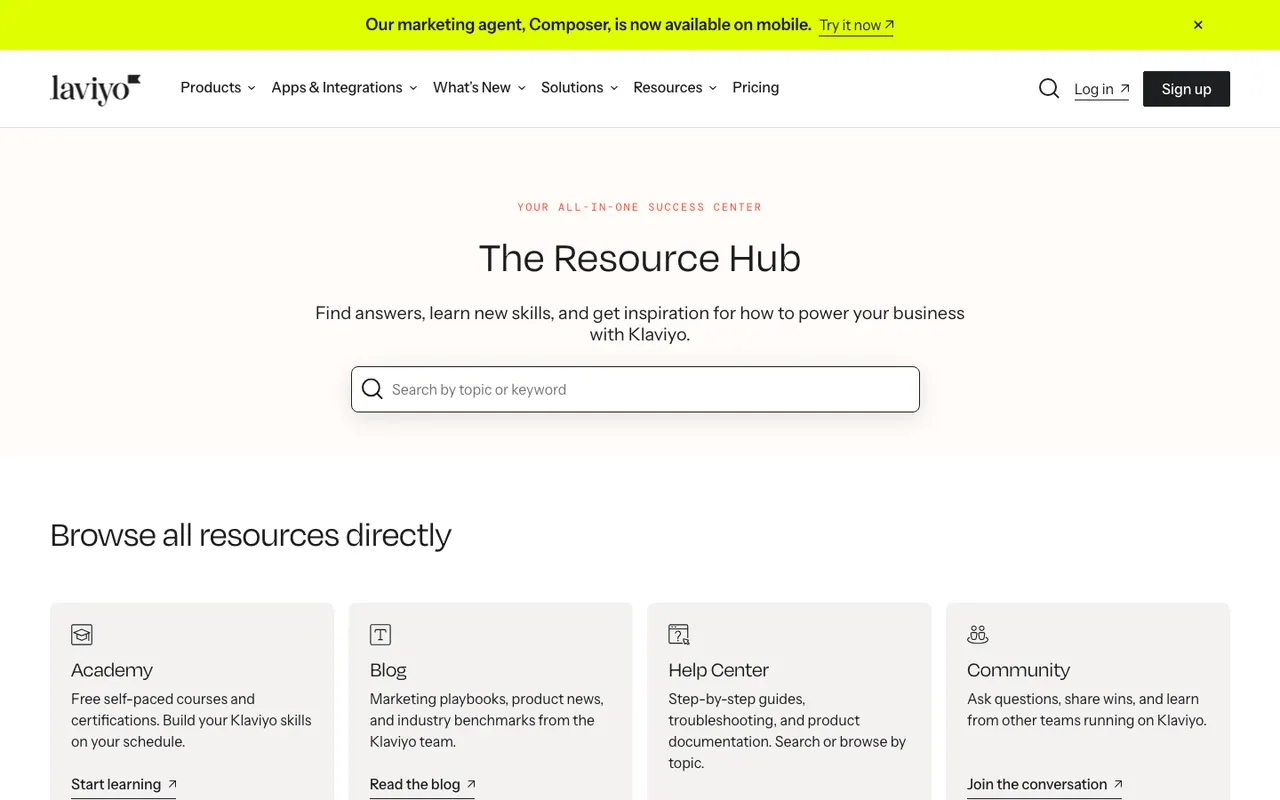 Our marketing agent, Composer, is now available on mobile. Try it now
laviyo Products Apps & Integrations What's New Solutions Resources Pricing Log in Sign up
YOUR ALL-IN-ONE SUCCESS CENTER
The Resource Hub
Find answers, learn new skills, and get inspiration for how to power your business
with Klaviyo.
Search by topic or keyword
Browse all resources directly
Academy
Free self-paced courses and
certifications. Build your Klaviyo skills
on your schedule.
Start learning
Blog
Marketing playbooks, product news,
and industry benchmarks from the
Klaviyo team.
Read the blog
Help Center
Step-by-step guides,
troubleshooting, and product
documentation. Search or browse by
topic.
Community
Ask questions, share wins, and learn
from other teams running on Klaviyo.
Join the conversation